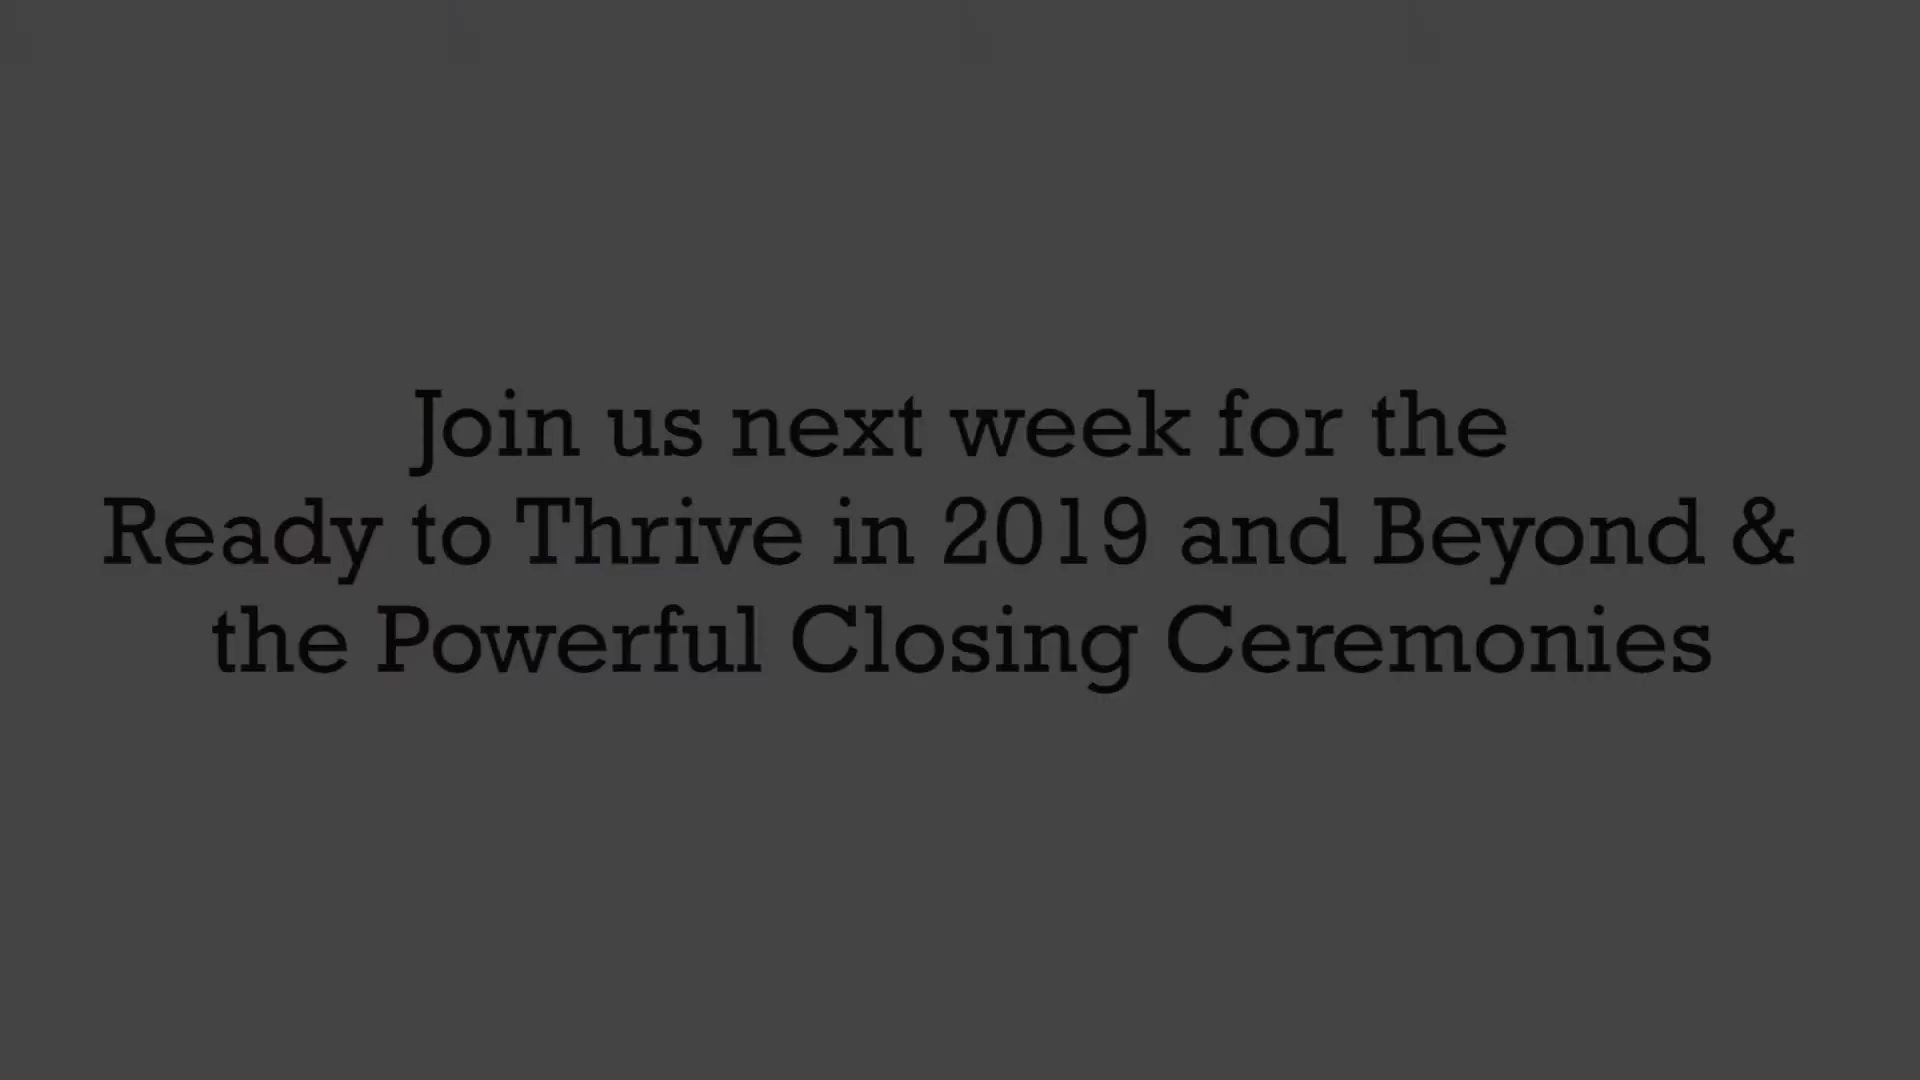 Join us next week for the
Ready to Thrive in 2019 and Beyond &
the Powerful Closing Ceremonies